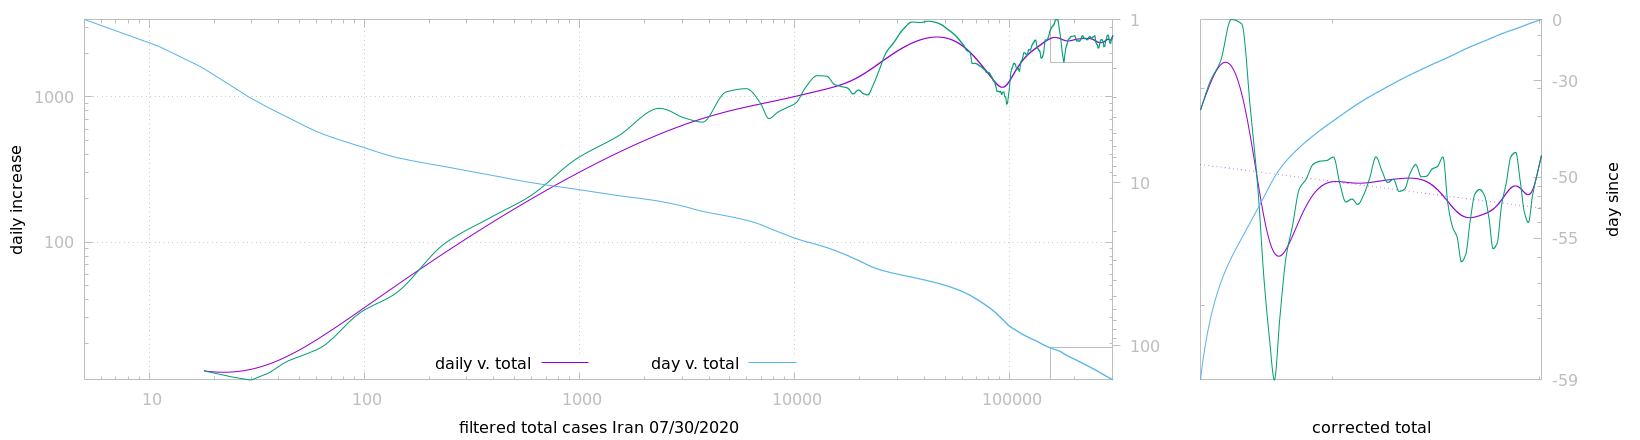 1 0
1000 -30
daily increase
10 -50
day since
100 -55
daily v. total day v. total 100
-59
10 100 1000 10000 100000
filtered total cases Iran 07/30/2020 corrected total